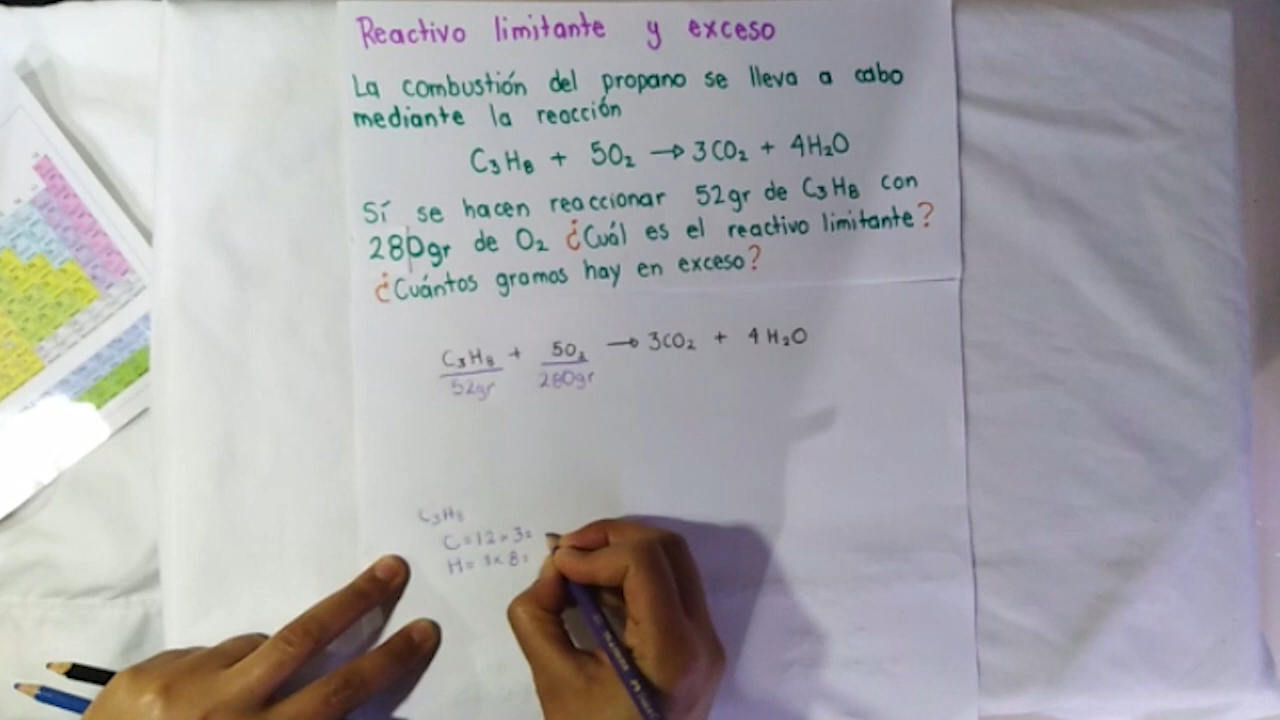 Reactivo limitante y exceso
La combustión del propano se lleva a cabo
mediante la reacción
C₃H₈ + 5O₂ → 3CO₂ + 4H₂O
Sí se hacen reaccionar 52gr de C₃H₈ con
280gr de O₂ ¿Cuál es el reactivo limitante?
¿Cuántos gramos hay en exceso?
C₃H₈ + 5O₂ → 3CO₂ + 4H₂O
52gr 280gr
C₃H₈
C=12×3=
H= 1×8=